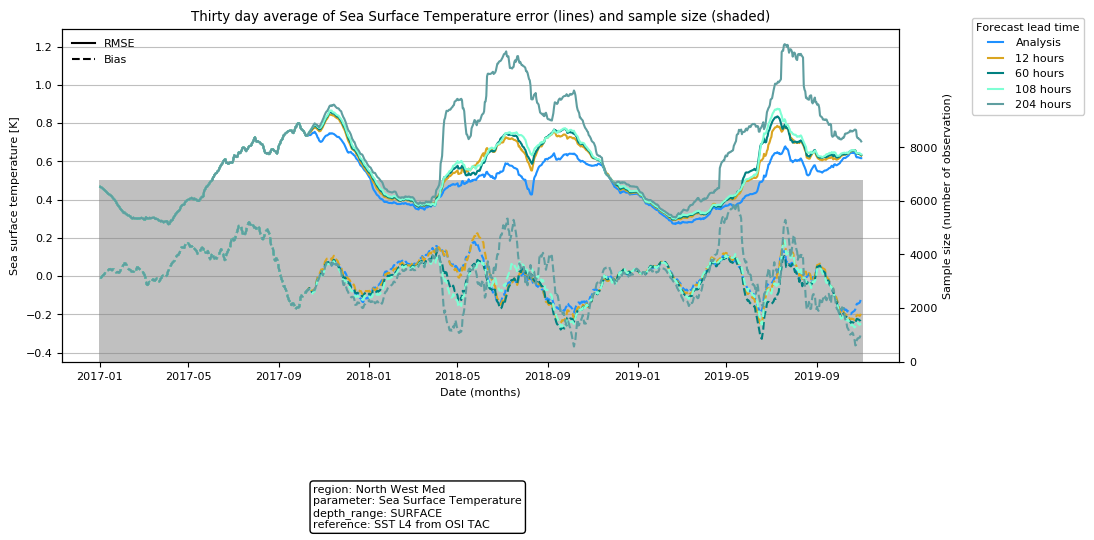 Thirty day average of Sea Surface Temperature error (lines) and sample size (shaded)
RMSE
Bias
Forecast lead time
Analysis
12 hours
60 hours
108 hours
204 hours
Sea surface temperature [K]
1.2
1.0
0.8
0.6
0.4
0.2
0.0
−0.2
−0.4
8000
6000
4000
2000
0
Sample size (number of observation)
2017-01
2017-05
2017-09
2018-01
2018-05
2018-09
2019-01
2019-05
2019-09
Date (months)
region: North West Med
parameter: Sea Surface Temperature
depth_range: SURFACE
reference: SST L4 from OSI TAC